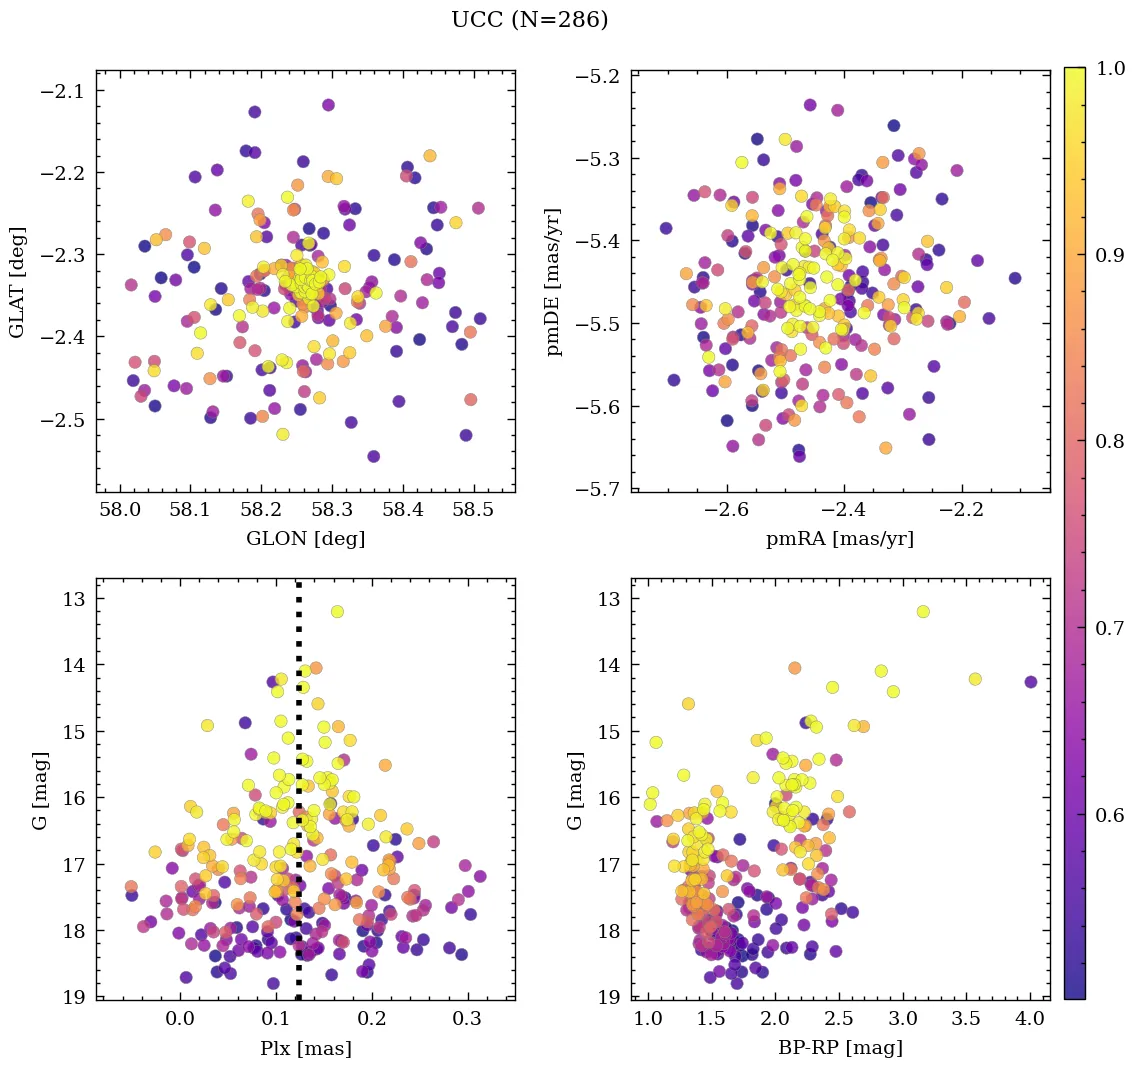 UCC (N=286)
−2.1
−2.2
−2.3
−2.4
−2.5
GLAT [deg]
58.0 58.1 58.2 58.3 58.4 58.5
GLON [deg]
−5.2
−5.3
−5.4
−5.5
−5.6
−5.7
pmDE [mas/yr]
−2.6 −2.4 −2.2
pmRA [mas/yr]
13
14
15
16
17
18
19
G [mag]
0.0 0.1 0.2 0.3
Plx [mas]
13
14
15
16
17
18
19
G [mag]
1.0 1.5 2.0 2.5 3.0 3.5 4.0
BP-RP [mag]
1.0
0.9
0.8
0.7
0.6